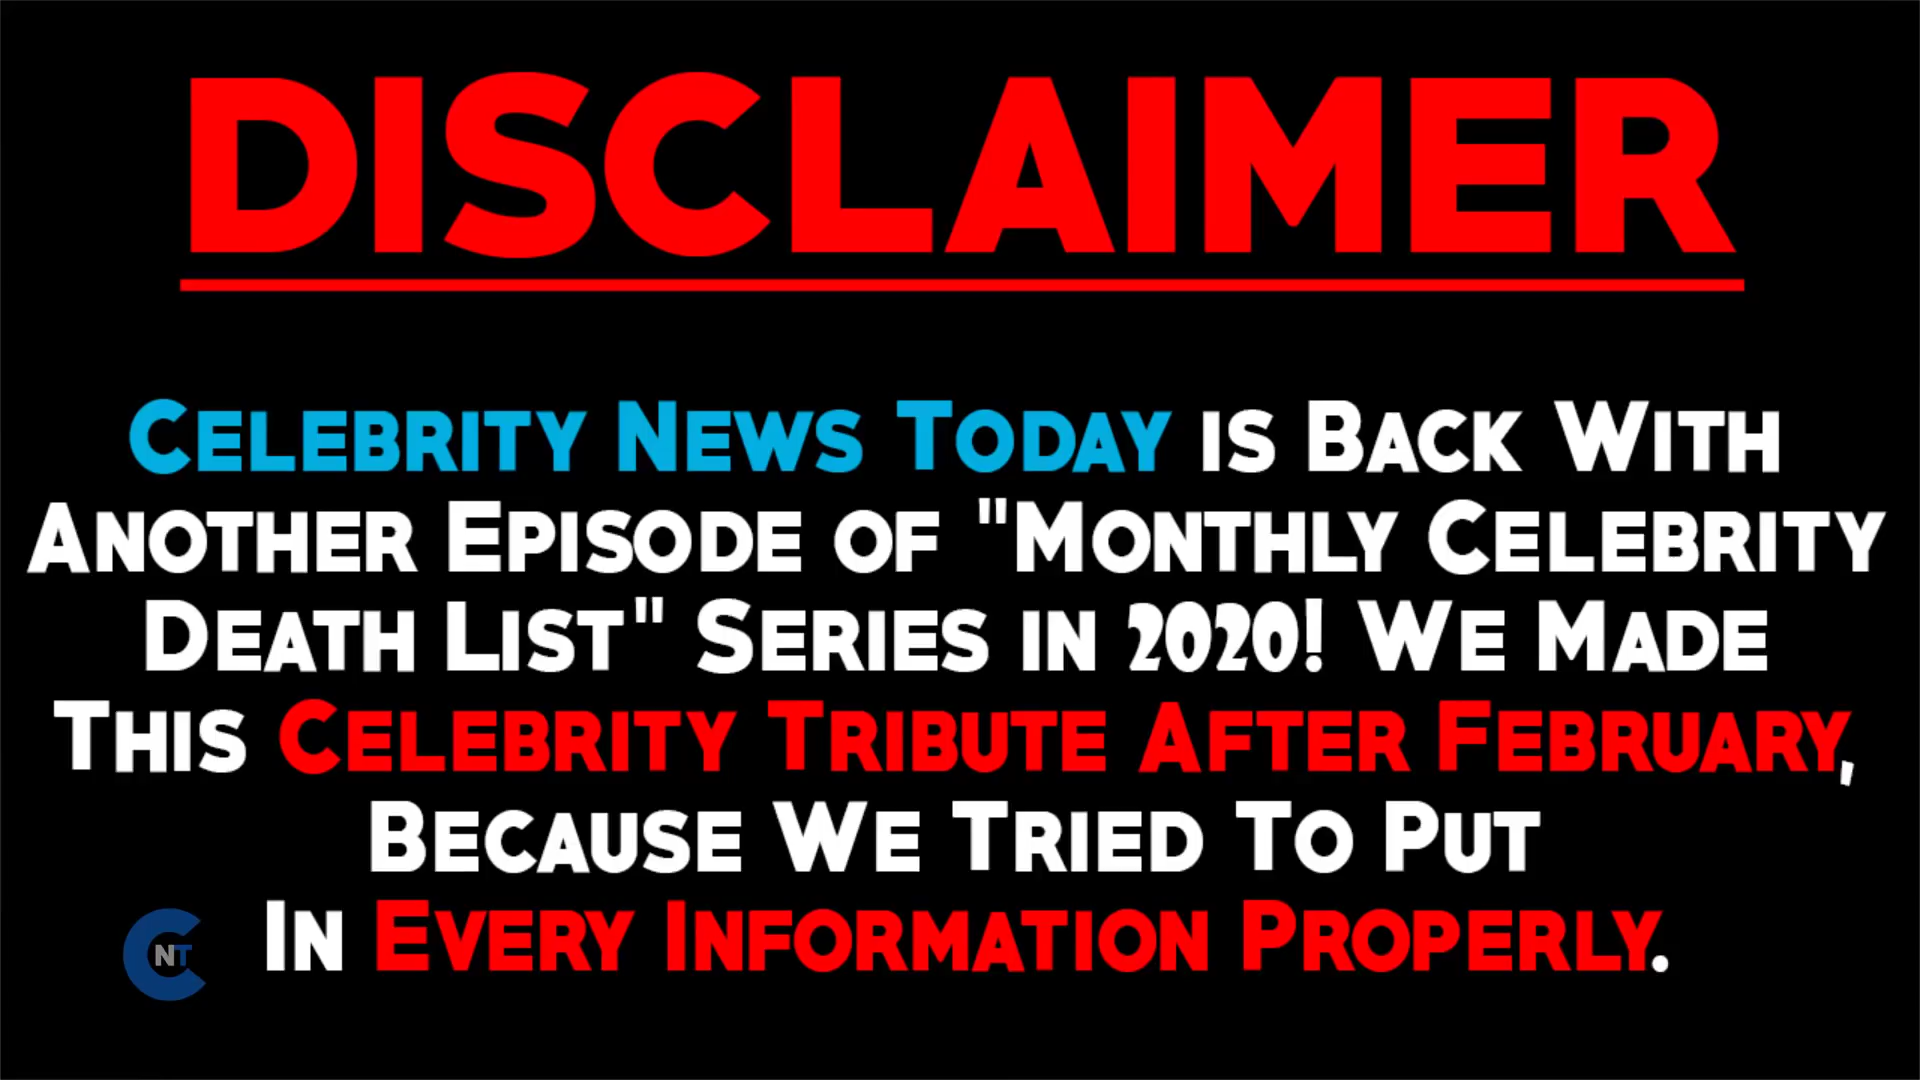 DISCLAIMER
Celebrity News Today is Back With
Another Episode of "Monthly Celebrity
Death List" Series in 2020! We Made
This Celebrity Tribute After February,
Because We Tried To Put
In Every Information Properly.
CNT